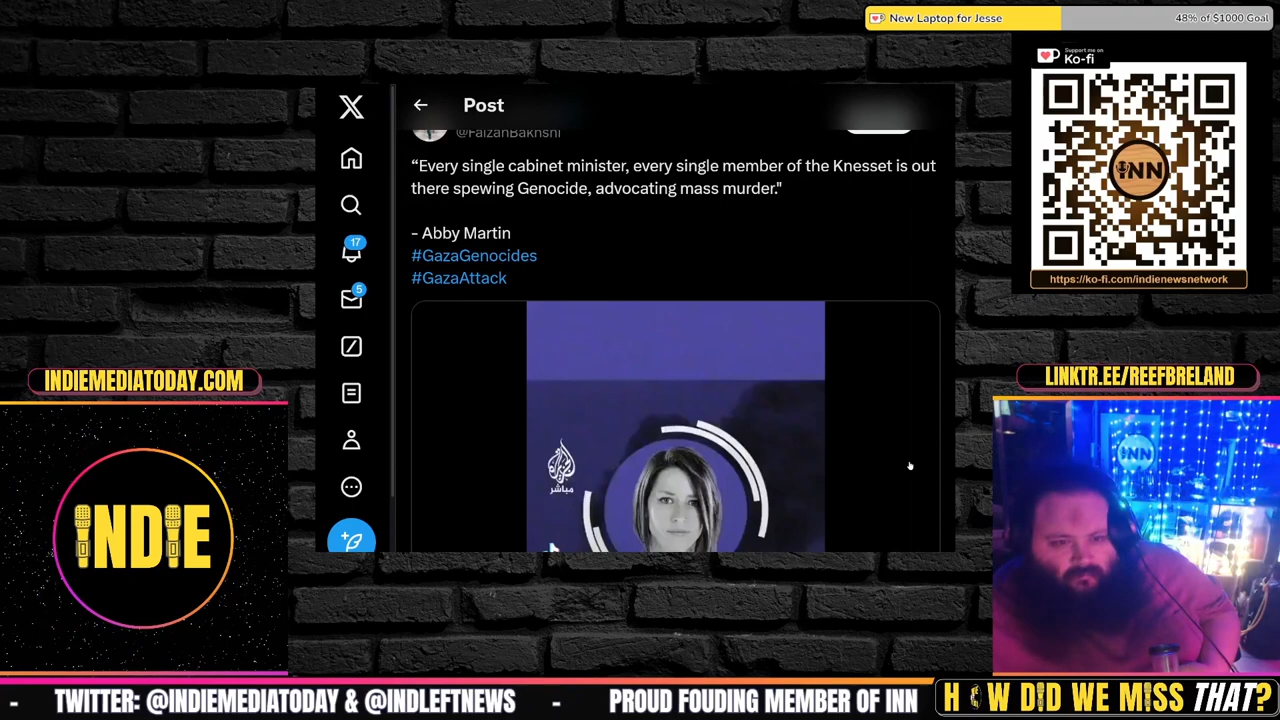 New Laptop for Jesse
48% of $1000 Goal
Support me on
Ko-fi
Post
@FaizanBakhshi
“Every single cabinet minister, every single member of the Knesset is out
there spewing Genocide, advocating mass murder."
- Abby Martin
#GazaGenocides
#GazaAttack
17
5
INN
https://ko-fi.com/indienewsnetwork
INDIEMEDIATODAY.COM
LINKTR.EE/REEFBRELAND
الجزيرة
مباشر
INDIE
INN
- TWITTER: @INDIEMEDIATODAY & @INDLEFTNEWS - PROUD FOUDING MEMBER OF INN
HOW DID WE MISS THAT?